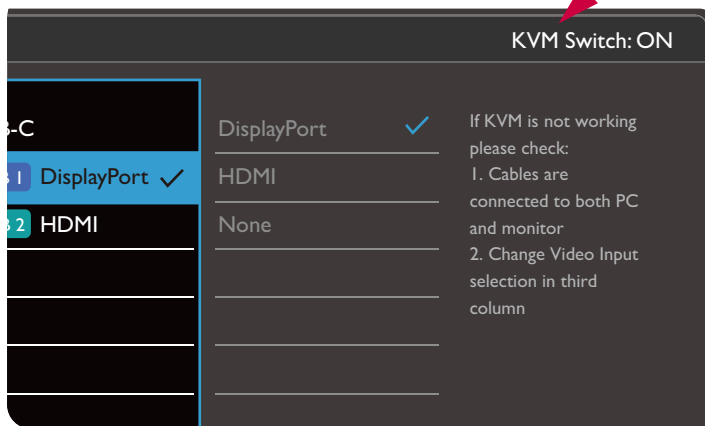 KVM Switch: ON
-C
1 DisplayPort
2 HDMI
DisplayPort
HDMI
None
If KVM is not working
please check:
1. Cables are
connected to both PC
and monitor
2. Change Video Input
selection in third
column